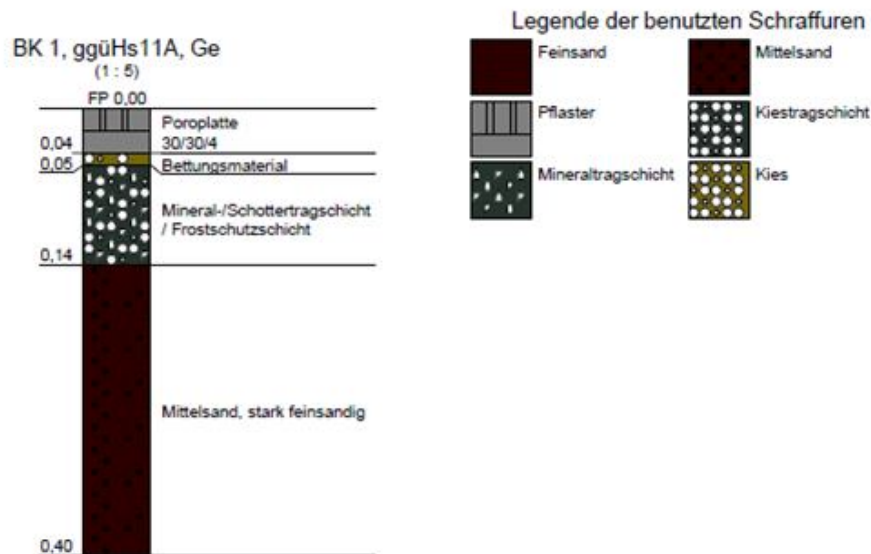 BK 1, ggüHs11A, Ge
(1 : 5)
FP 0,00
Poroplatte
0,04 30/30/4
0,05 Bettungsmaterial
Mineral-/Schottertragschicht
/ Frostschutzschicht
0,14
Mittelsand, stark feinsandig
0,40
Legende der benutzten Schraffuren
Feinsand
Mittelsand
Pflaster
Kiestragschicht
Mineraltragschicht
Kies